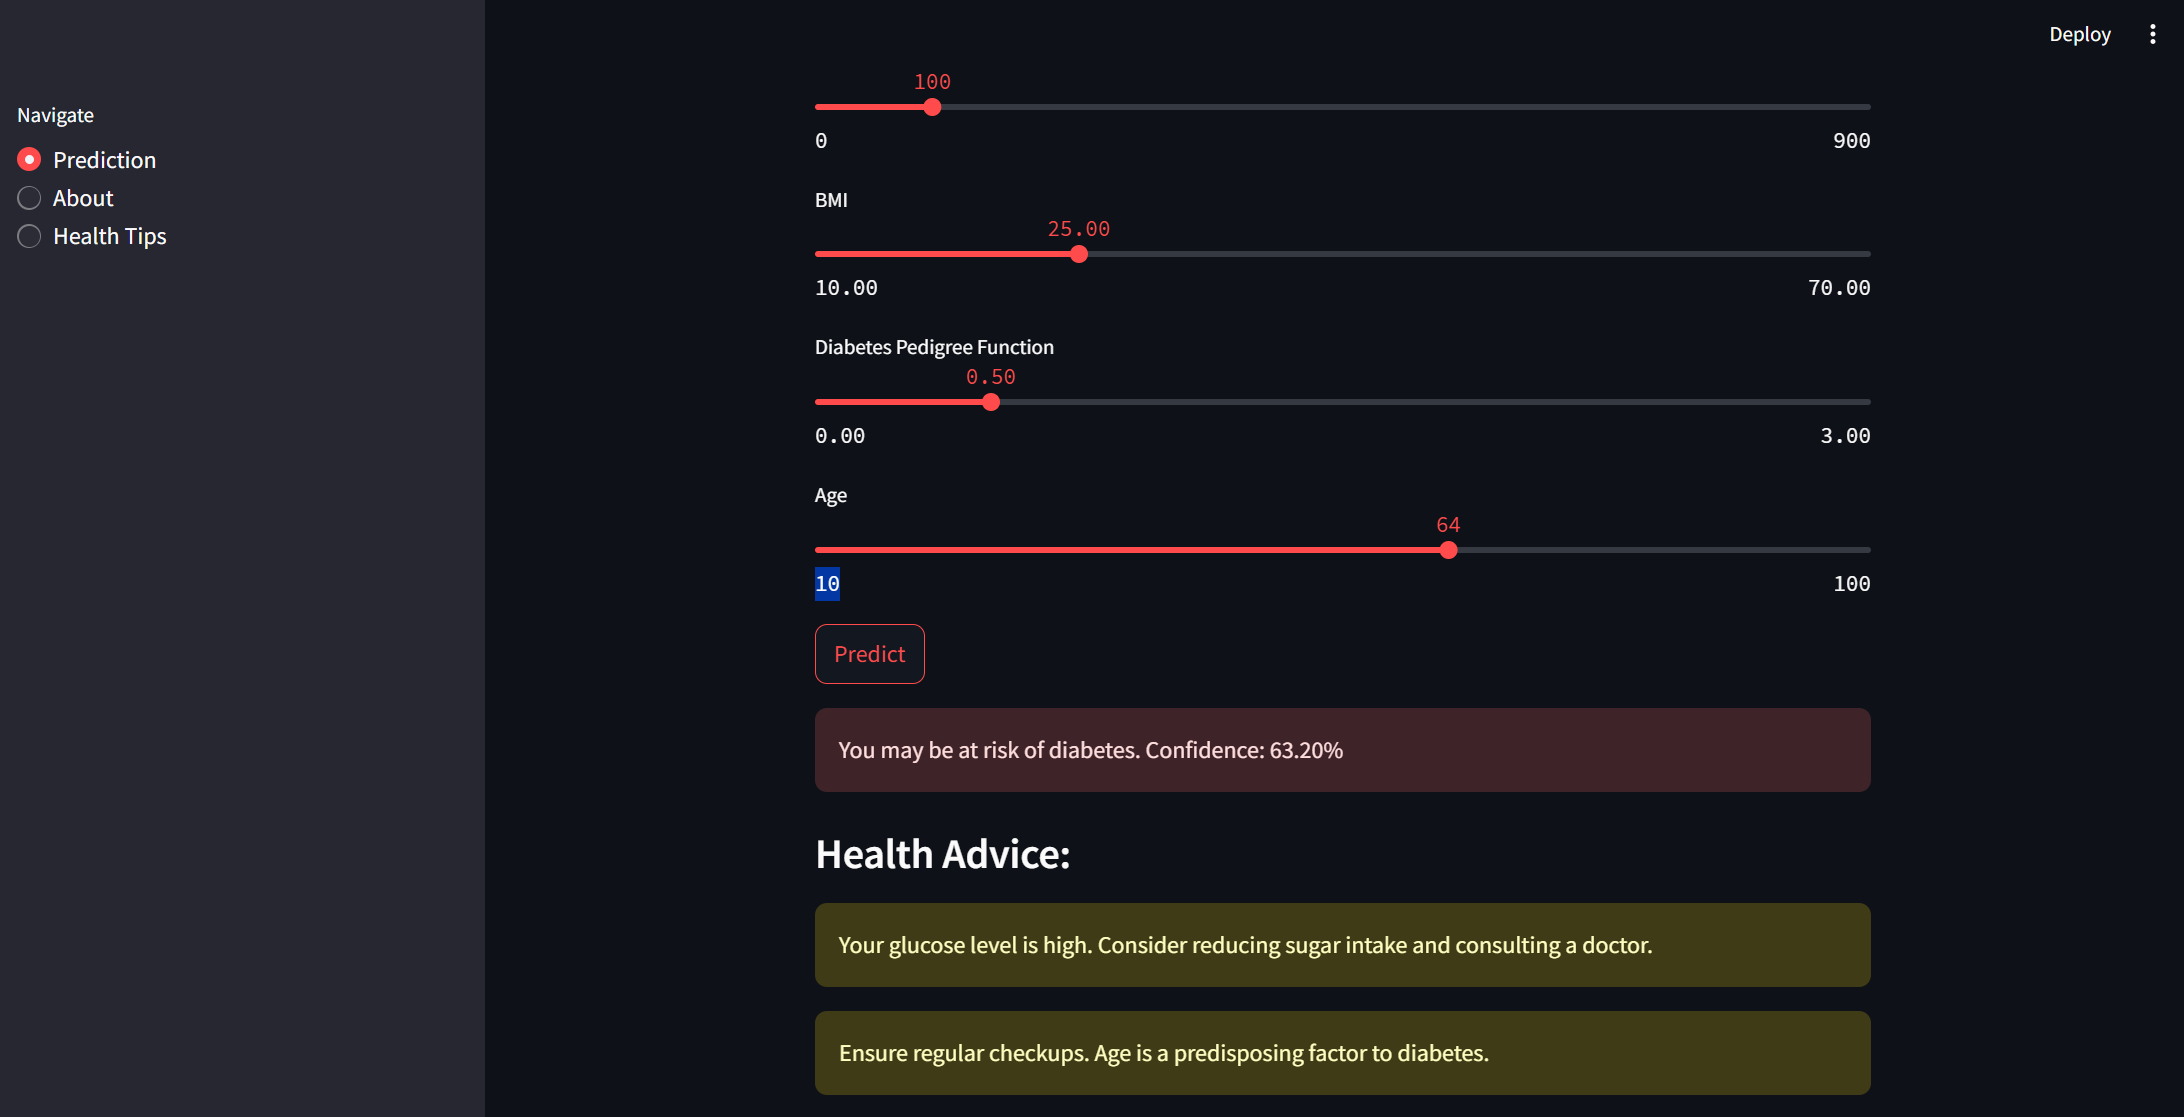 Deploy
Navigate
Prediction
About
Health Tips
100
0 900
BMI
25.00
10.00 70.00
Diabetes Pedigree Function
0.50
0.00 3.00
Age
64
10 100
Predict
You may be at risk of diabetes. Confidence: 63.20%
Health Advice:
Your glucose level is high. Consider reducing sugar intake and consulting a doctor.
Ensure regular checkups. Age is a predisposing factor to diabetes.